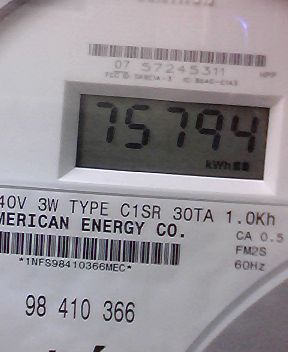 07 57245311
HPP
75794
kWh
40V 3W TYPE C1SR 30TA 1.0Kh
MERICAN ENERGY CO.
CA 0.5
FM2S
*1NFS98410366MEC*
60Hz
98 410 366